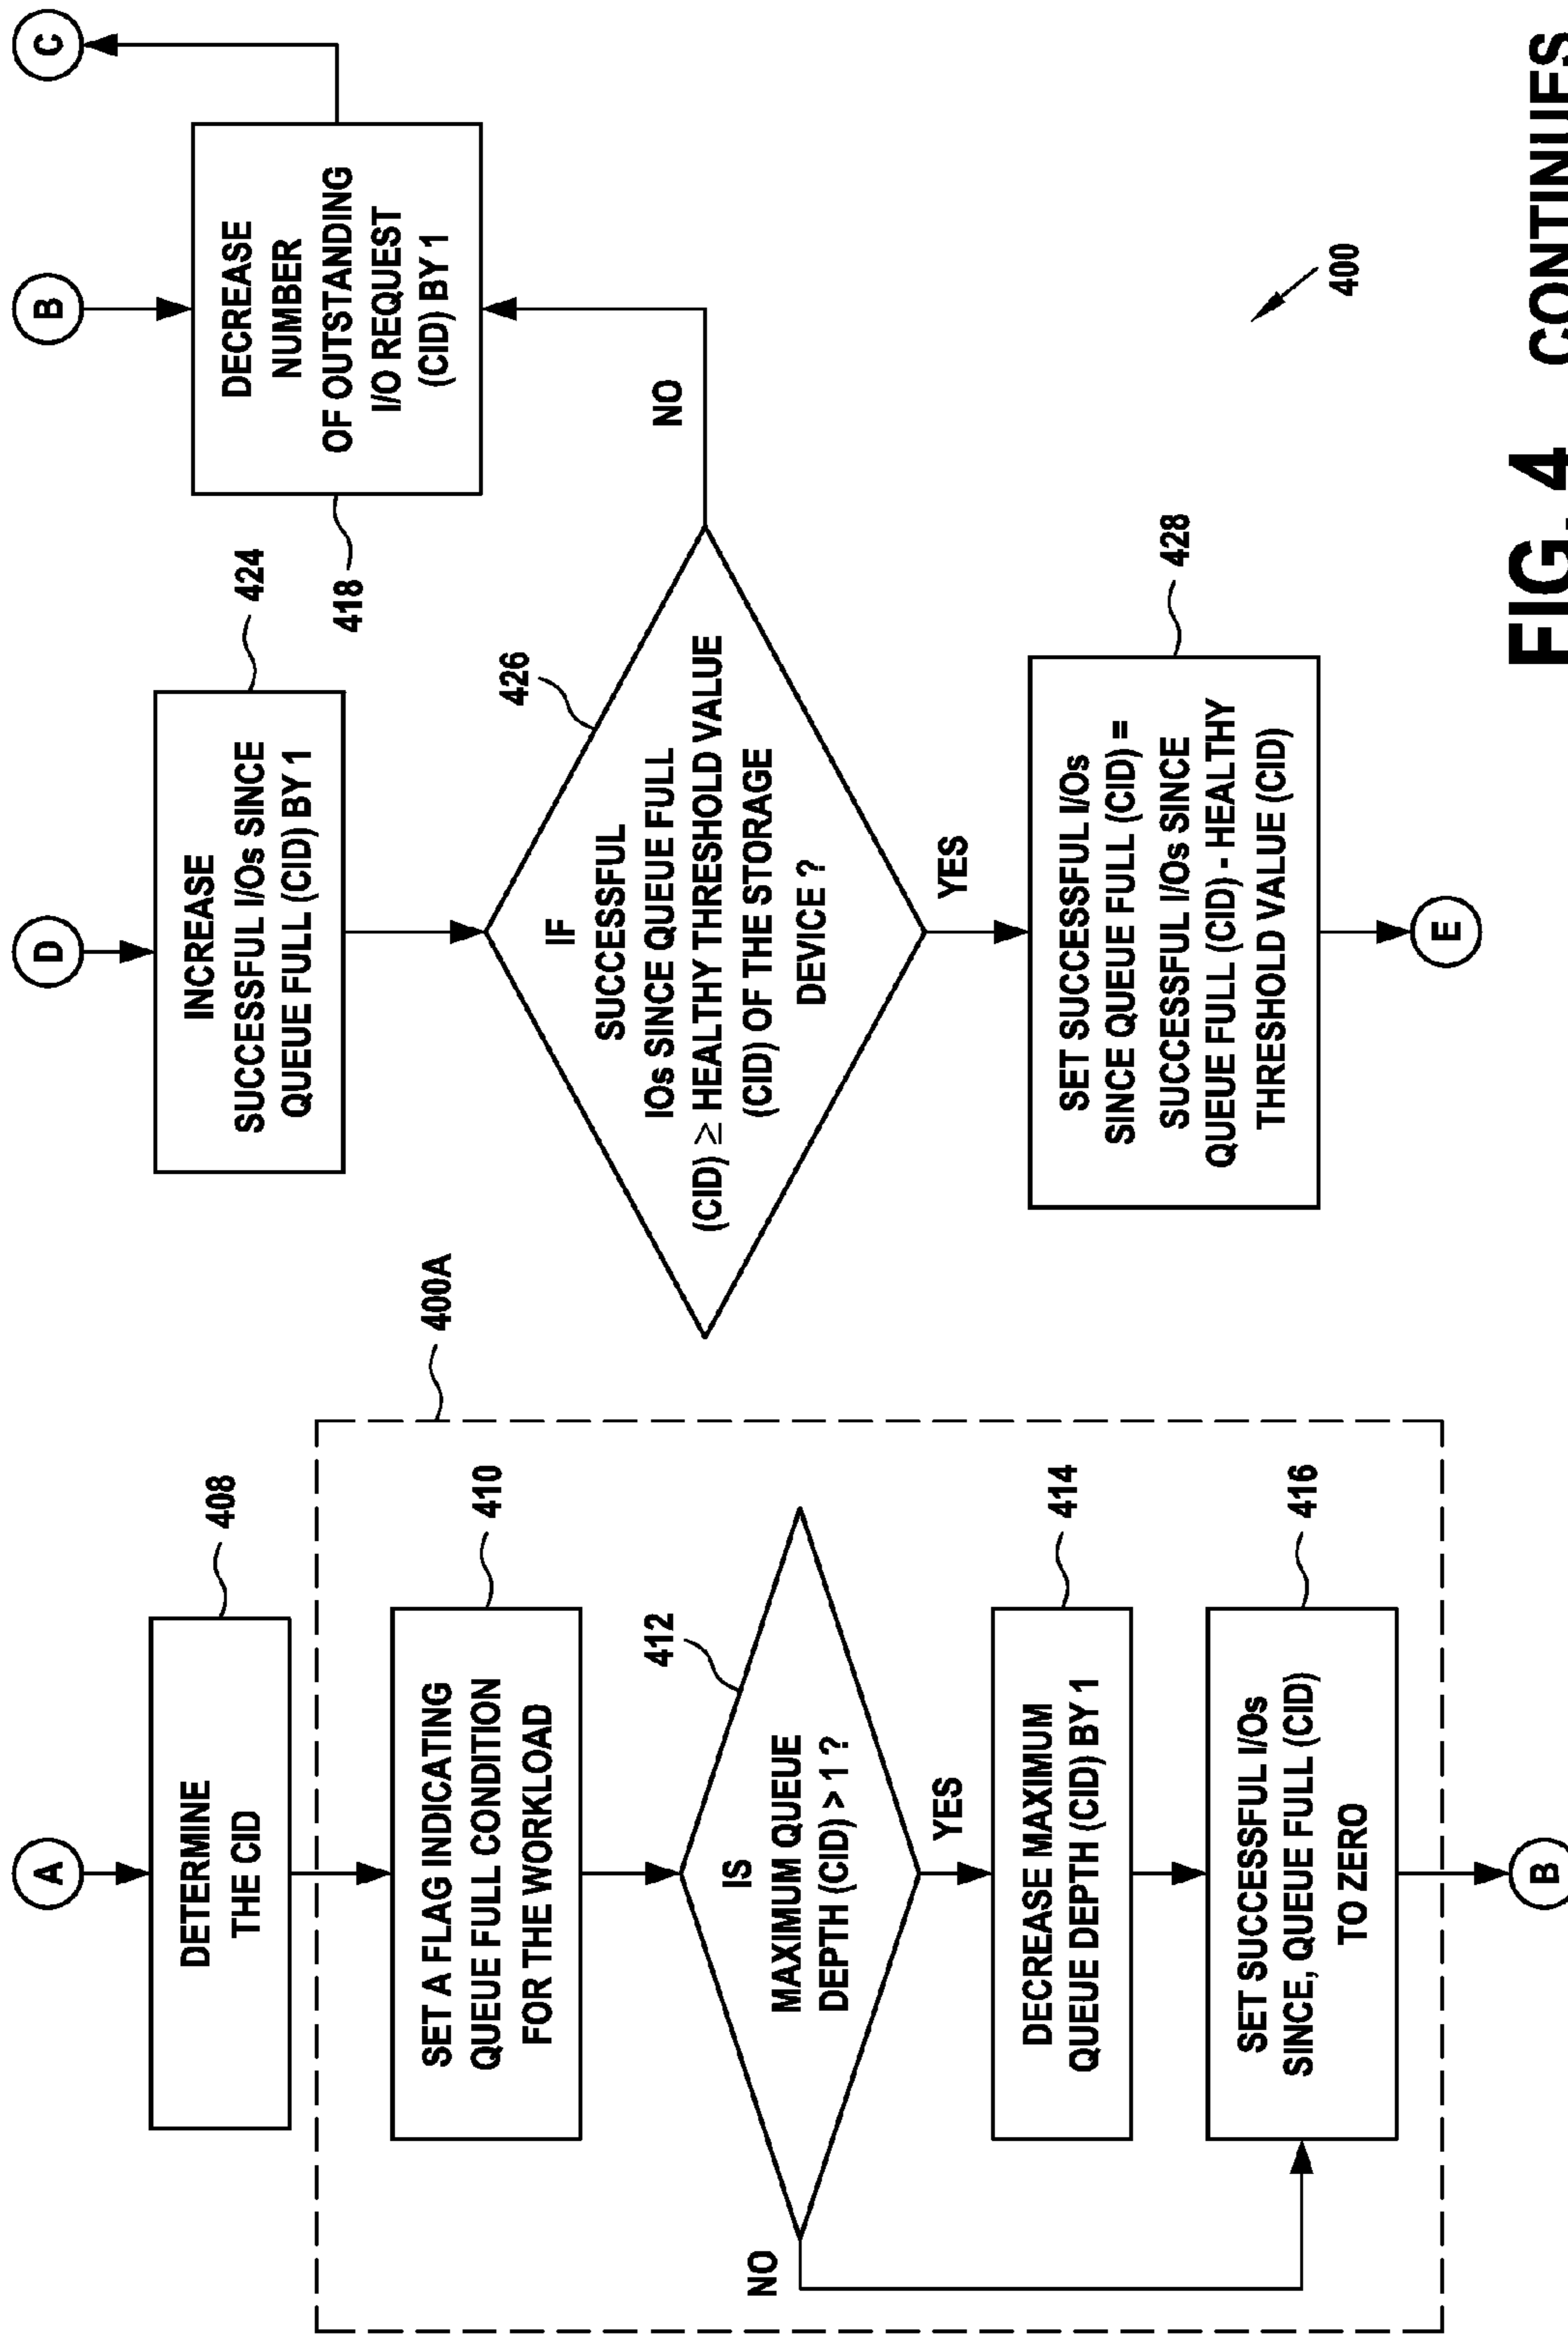 A
DETERMINE
THE CID
408
400A
SET A FLAG INDICATING
QUEUE FULL CONDITION
FOR THE WORKLOAD
410
412
IS
MAXIMUM QUEUE
DEPTH (CID) > 1 ?
NO
YES
DECREASE MAXIMUM
QUEUE DEPTH (CID) BY 1
414
SET SUCCESSFUL I/Os
SINCE, QUEUE FULL (CID)
TO ZERO
416
B
D
INCREASE
SUCCESSFUL I/Os SINCE
QUEUE FULL (CID) BY 1
424
426
IF
SUCCESSFUL
IOs SINCE QUEUE FULL
(CID) ≥ HEALTHY THRESHOLD VALUE
(CID) OF THE STORAGE
DEVICE ?
NO
YES
SET SUCCESSFUL I/Os
SINCE QUEUE FULL (CID) =
SUCCESSFUL I/Os SINCE
QUEUE FULL (CID) - HEALTHY
THRESHOLD VALUE (CID)
428
E
B
C
DECREASE
NUMBER
OF OUTSTANDING
I/O REQUEST
(CID) BY 1
418
400
FIG. 4 CONTINUES